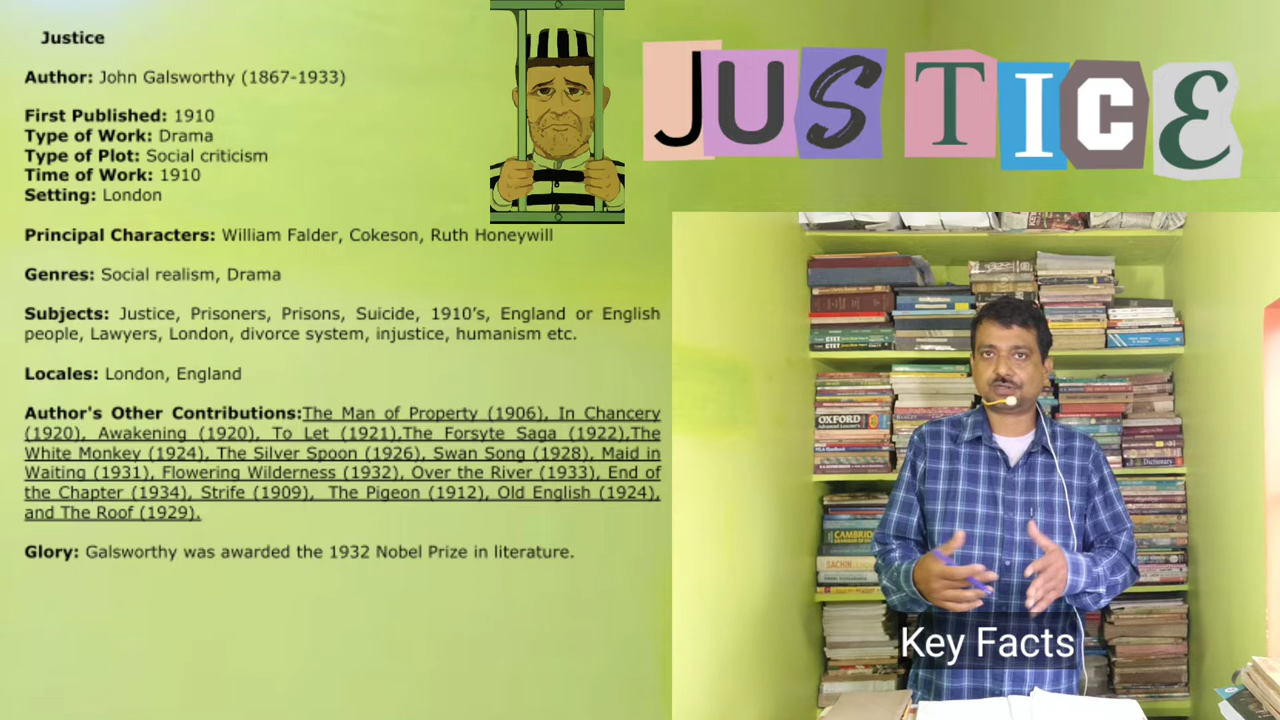 Justice
JUSTICE
Author: John Galsworthy (1867-1933)
First Published: 1910
Type of Work: Drama
Type of Plot: Social criticism
Time of Work: 1910
Setting: London
Principal Characters: William Falder, Cokeson, Ruth Honeywill
Genres: Social realism, Drama
Subjects: Justice, Prisoners, Prisons, Suicide, 1910's, England or English
people, Lawyers, London, divorce system, injustice, humanism etc.
Locales: London, England
Author's Other Contributions:The Man of Property (1906), In Chancery
(1920), Awakening (1920), To Let (1921),The Forsyte Saga (1922),The
White Monkey (1924), The Silver Spoon (1926), Swan Song (1928), Maid in
Waiting (1931), Flowering Wilderness (1932), Over the River (1933), End of
the Chapter (1934), Strife (1909), The Pigeon (1912), Old English (1924),
and The Roof (1929).
Glory: Galsworthy was awarded the 1932 Nobel Prize in literature.
CTET
CTET
OXFORD
Dictionary
CAMBRIDGE
SACHIN
Key Facts